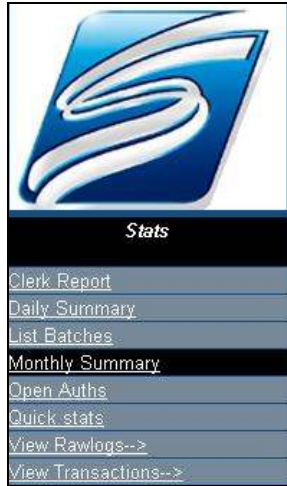 Stats
Clerk Report
Daily Summary
List Batches
Monthly Summary
Open Auths
Quick stats
View Rawlogs-->
View Transactions-->